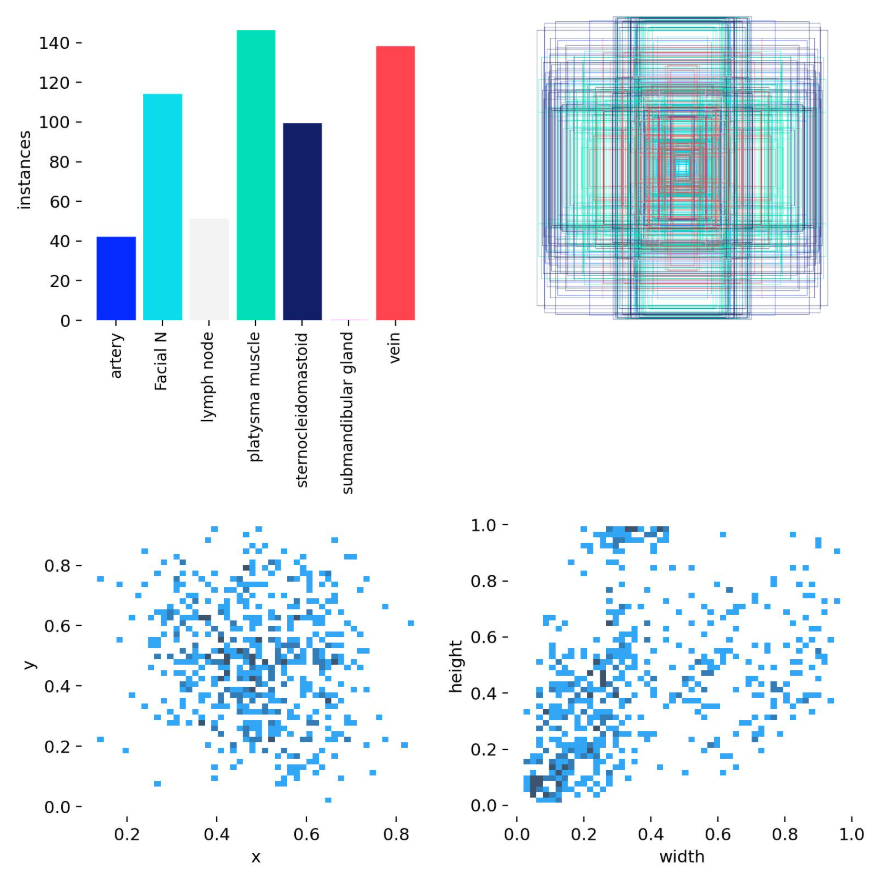 140
120
100
80
60
40
20
0
instances
artery
Facial N
lymph node
platysma muscle
sternocleidomastoid
submandibular gland
vein
0.8
0.6
0.4
0.2
0.0
y
0.2 0.4 0.6 0.8
x
1.0
0.8
0.6
0.4
0.2
0.0
height
0.0 0.2 0.4 0.6 0.8 1.0
width